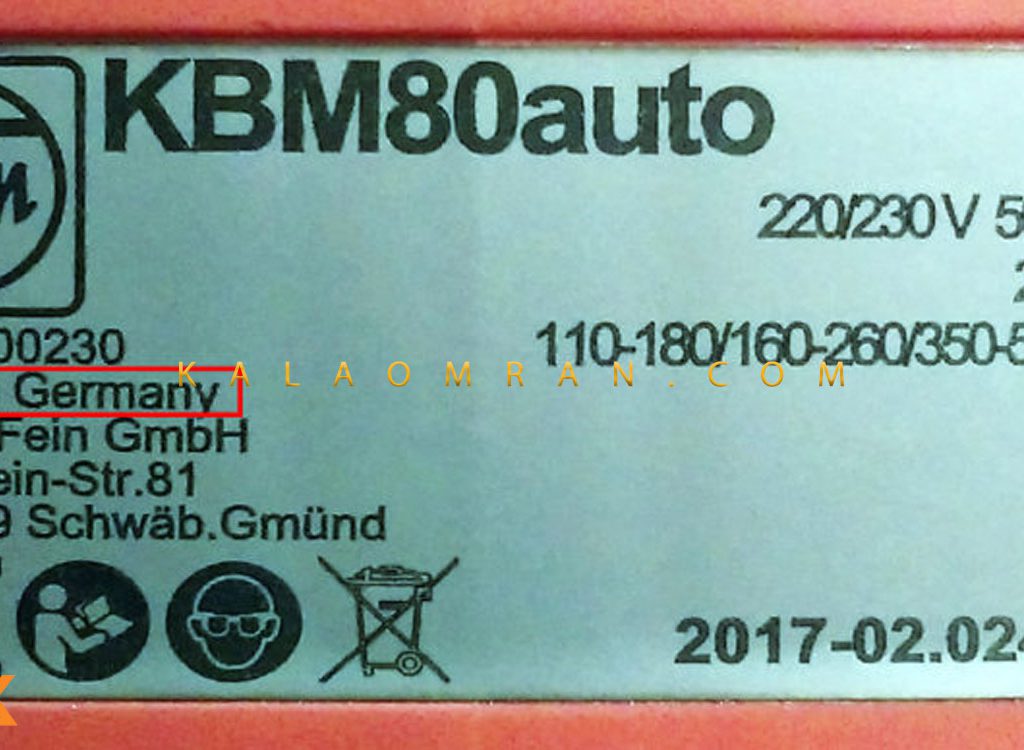 KBM80auto
220/230 V
110-180/160-260/350-
00230
Germany
KALAOMRAN.COM
Fein GmbH
ein-Str.81
9 Schwäb.Gmünd
2017-02.024